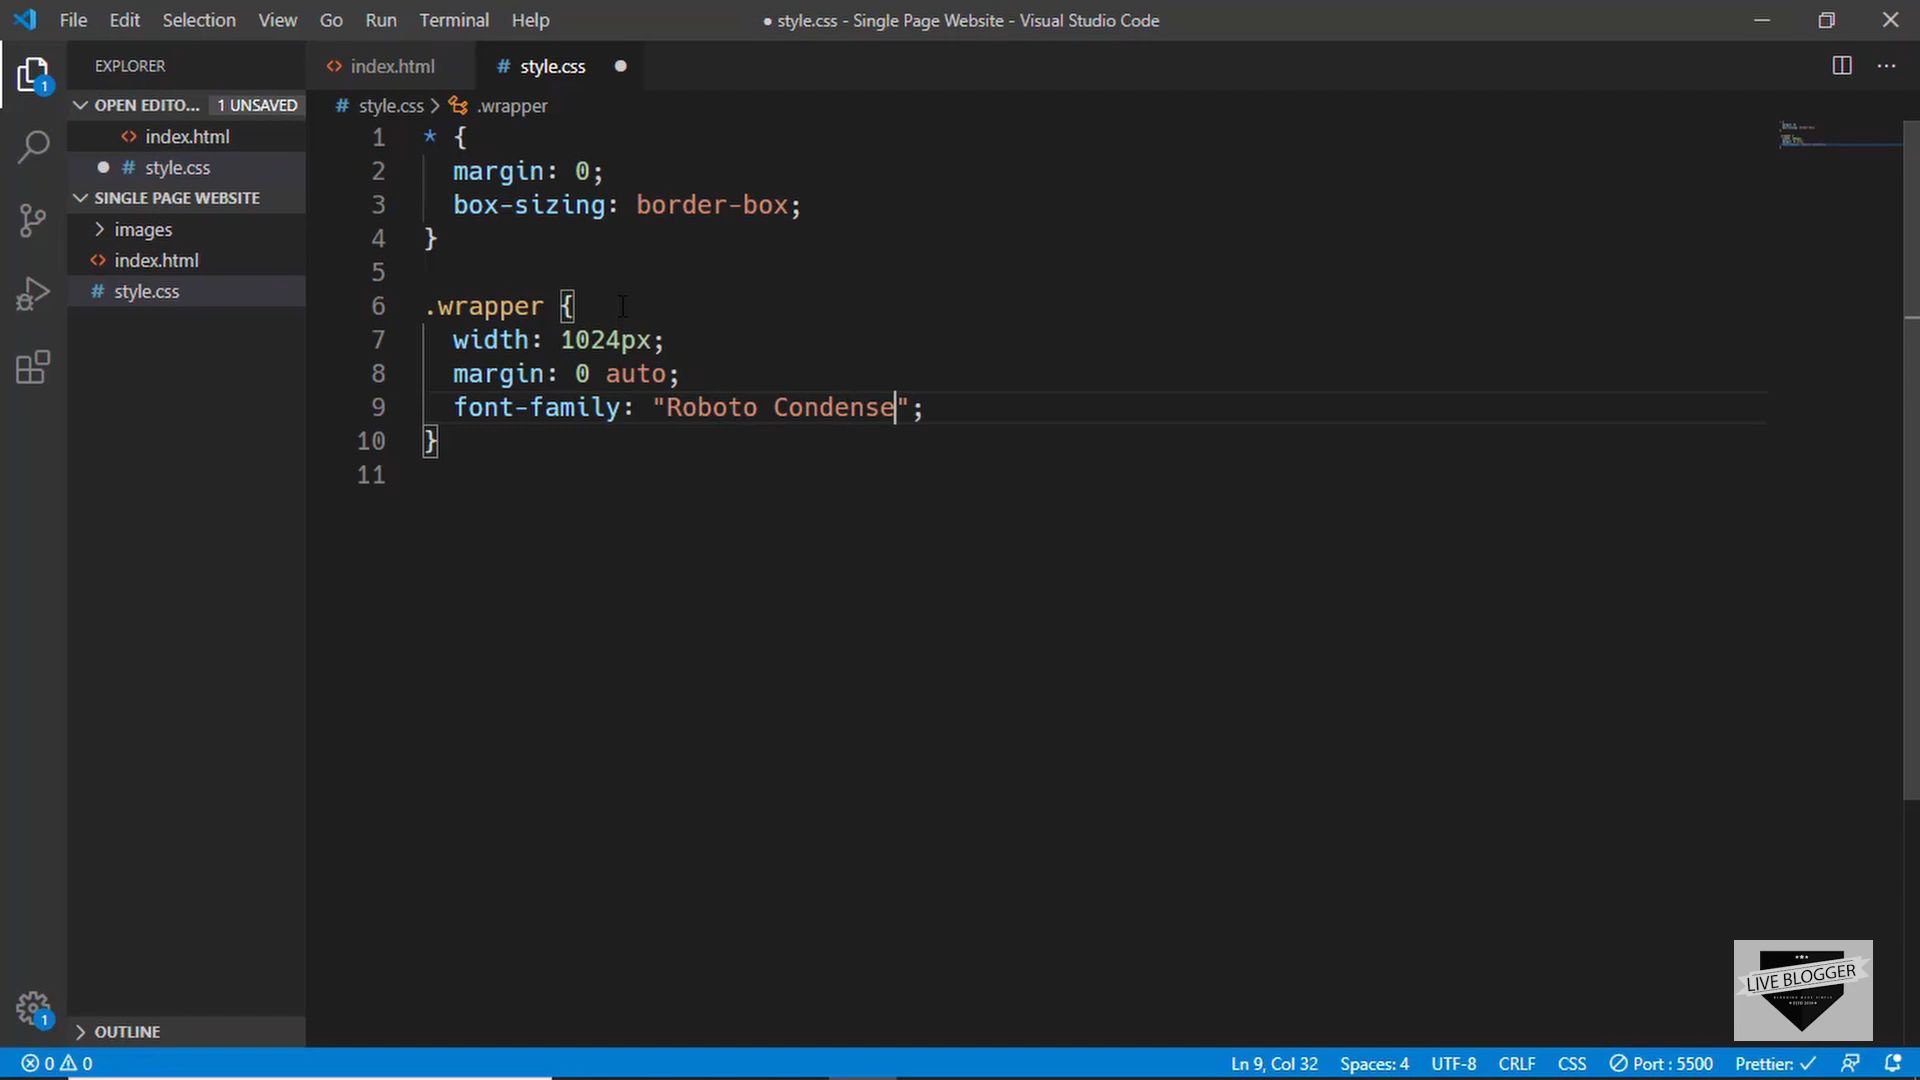 File Edit Selection View Go Run Terminal Help
● style.css - Single Page Website - Visual Studio Code
EXPLORER
OPEN EDITO... 1 UNSAVED
<> index.html
● # style.css
SINGLE PAGE WEBSITE
> images
<> index.html
# style.css
OUTLINE
<> index.html # style.css ●
# style.css > .wrapper
1 * {
2 margin: 0;
3 box-sizing: border-box;
4 }
5
6 .wrapper {
7 width: 1024px;
8 margin: 0 auto;
9 font-family: "Roboto Condense";
10 }
11
LIVE BLOGGER
1
1
0 0
Ln 9, Col 32 Spaces: 4 UTF-8 CRLF CSS Port : 5500 Prettier: ✓